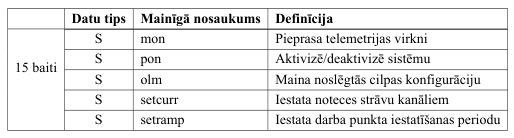 Datu tips Mainīgā nosaukums Definīcija
15 baiti
S mon Pieprasa telemetrijas virkni
S pon Aktivizē/deaktivizē sistēmu
S olm Maina noslēgtās cilpas konfigurāciju
S setcurr Iestata noteces strāvu kanāliem
S setramp Iestata darba punkta iestatīšanas periodu